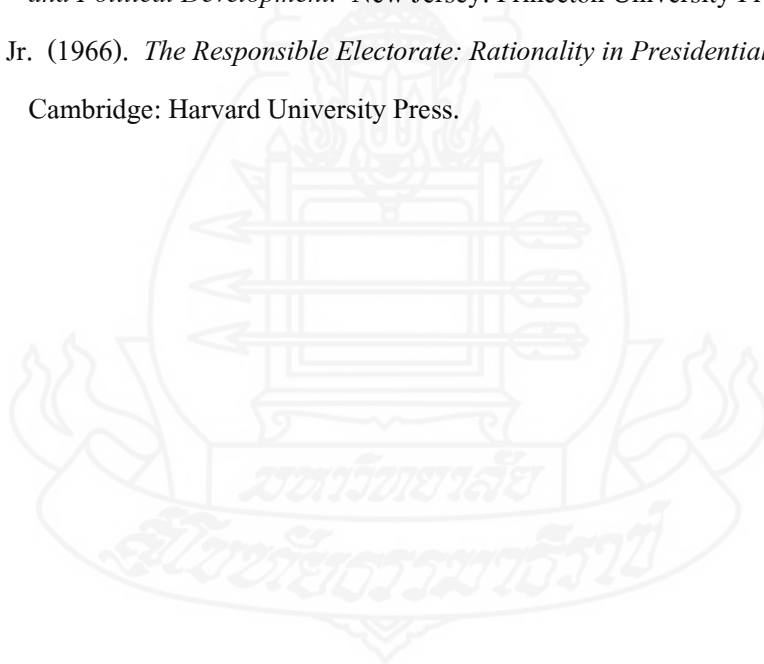 and Political Development. New Jersey: Princeton University Pr
Jr. (1966). The Responsible Electorate: Rationality in Presidential
Cambridge: Harvard University Press.
มหาวิทยาลัย
สุโขทัยธรรมาธิราช